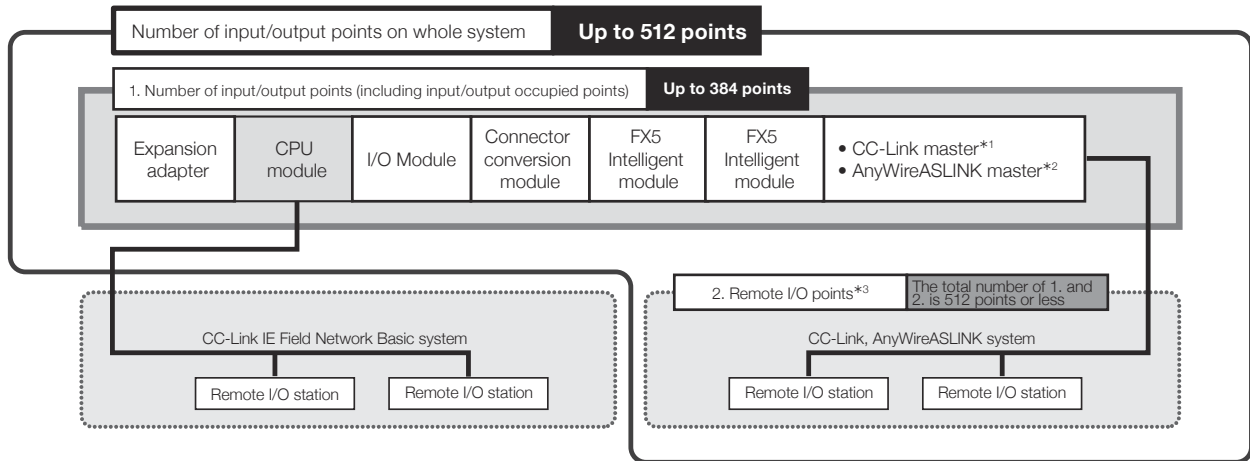 Number of input/output points on whole system
Up to 512 points
1. Number of input/output points (including input/output occupied points)
Up to 384 points
Expansion
adapter
CPU
module
I/O Module
Connector
conversion
module
FX5
Intelligent
module
FX5
Intelligent
module
• CC-Link master*1
• AnyWireASLINK master*2
2. Remote I/O points*3
The total number of 1. and
2. is 512 points or less
CC-Link IE Field Network Basic system
Remote I/O station
Remote I/O station
CC-Link, AnyWireASLINK system
Remote I/O station
Remote I/O station